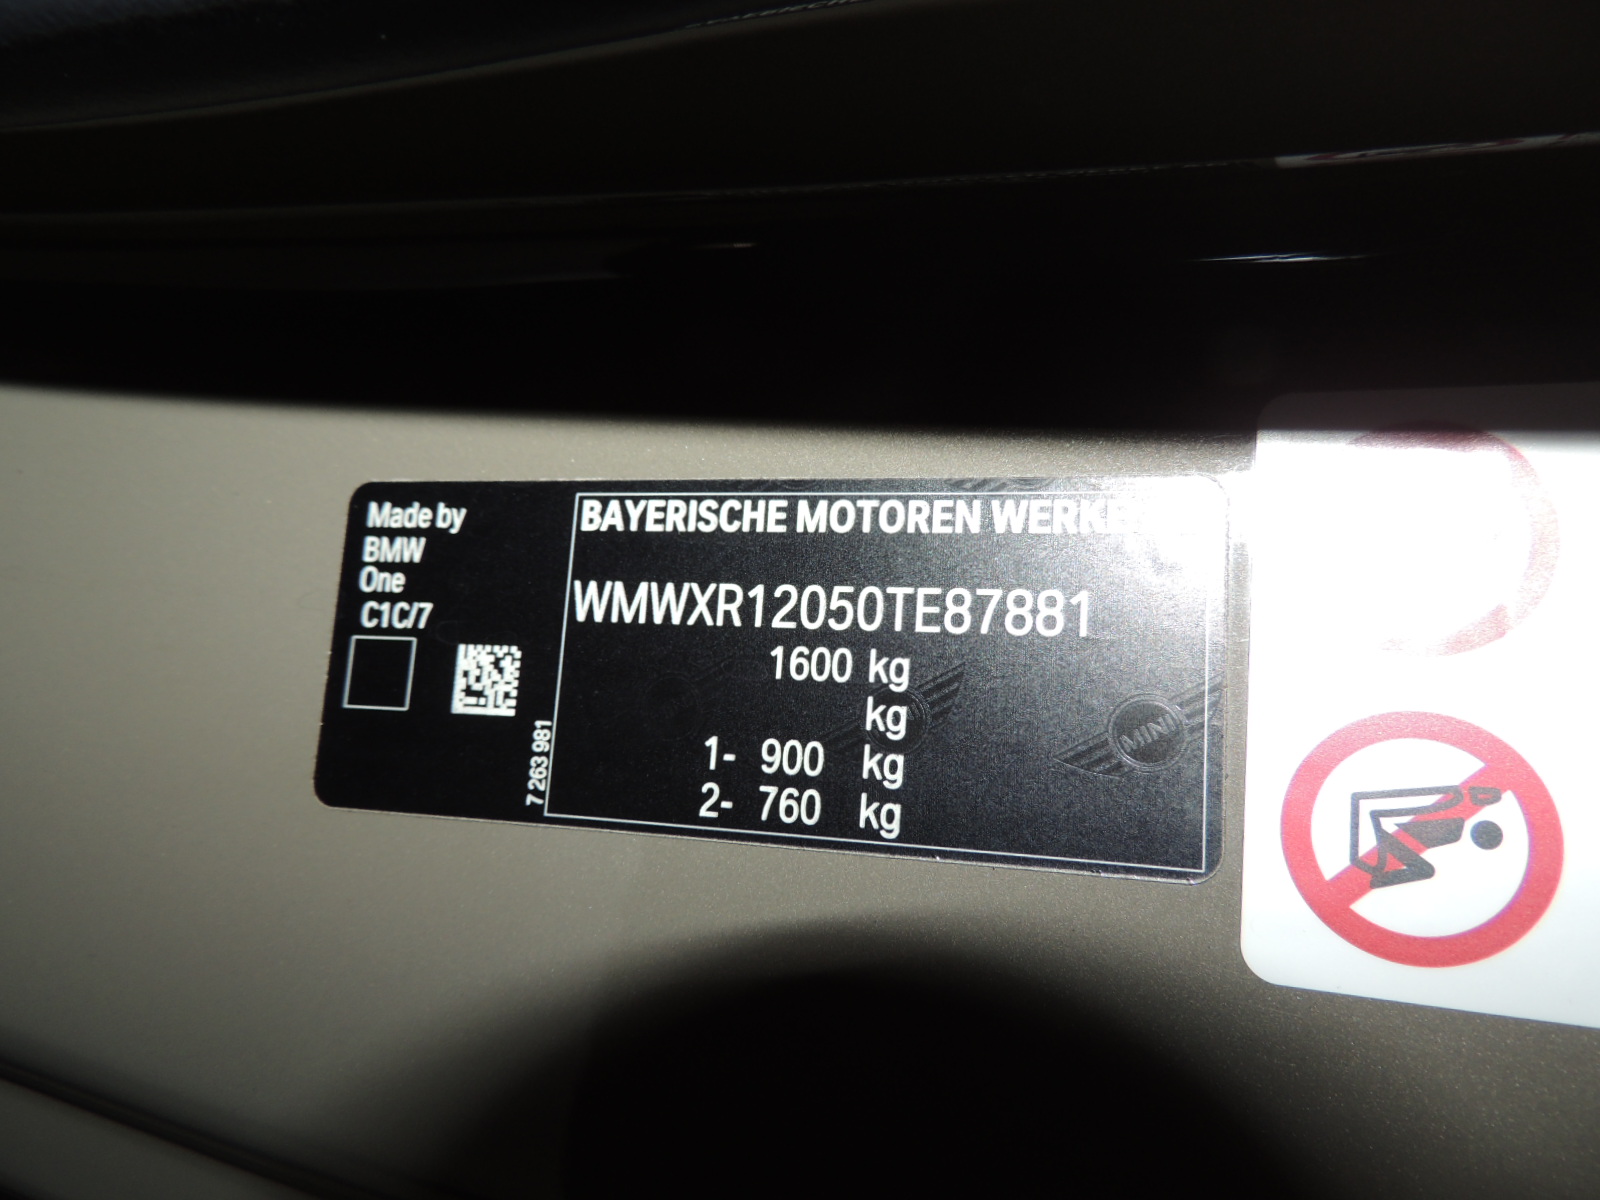 Made by
BMW
One
C1C/7
7 263 981
BAYERISCHE MOTOREN WERKE
WMWXR12050TE87881
1600 kg
kg
1- 900 kg
2- 760 kg
MINI